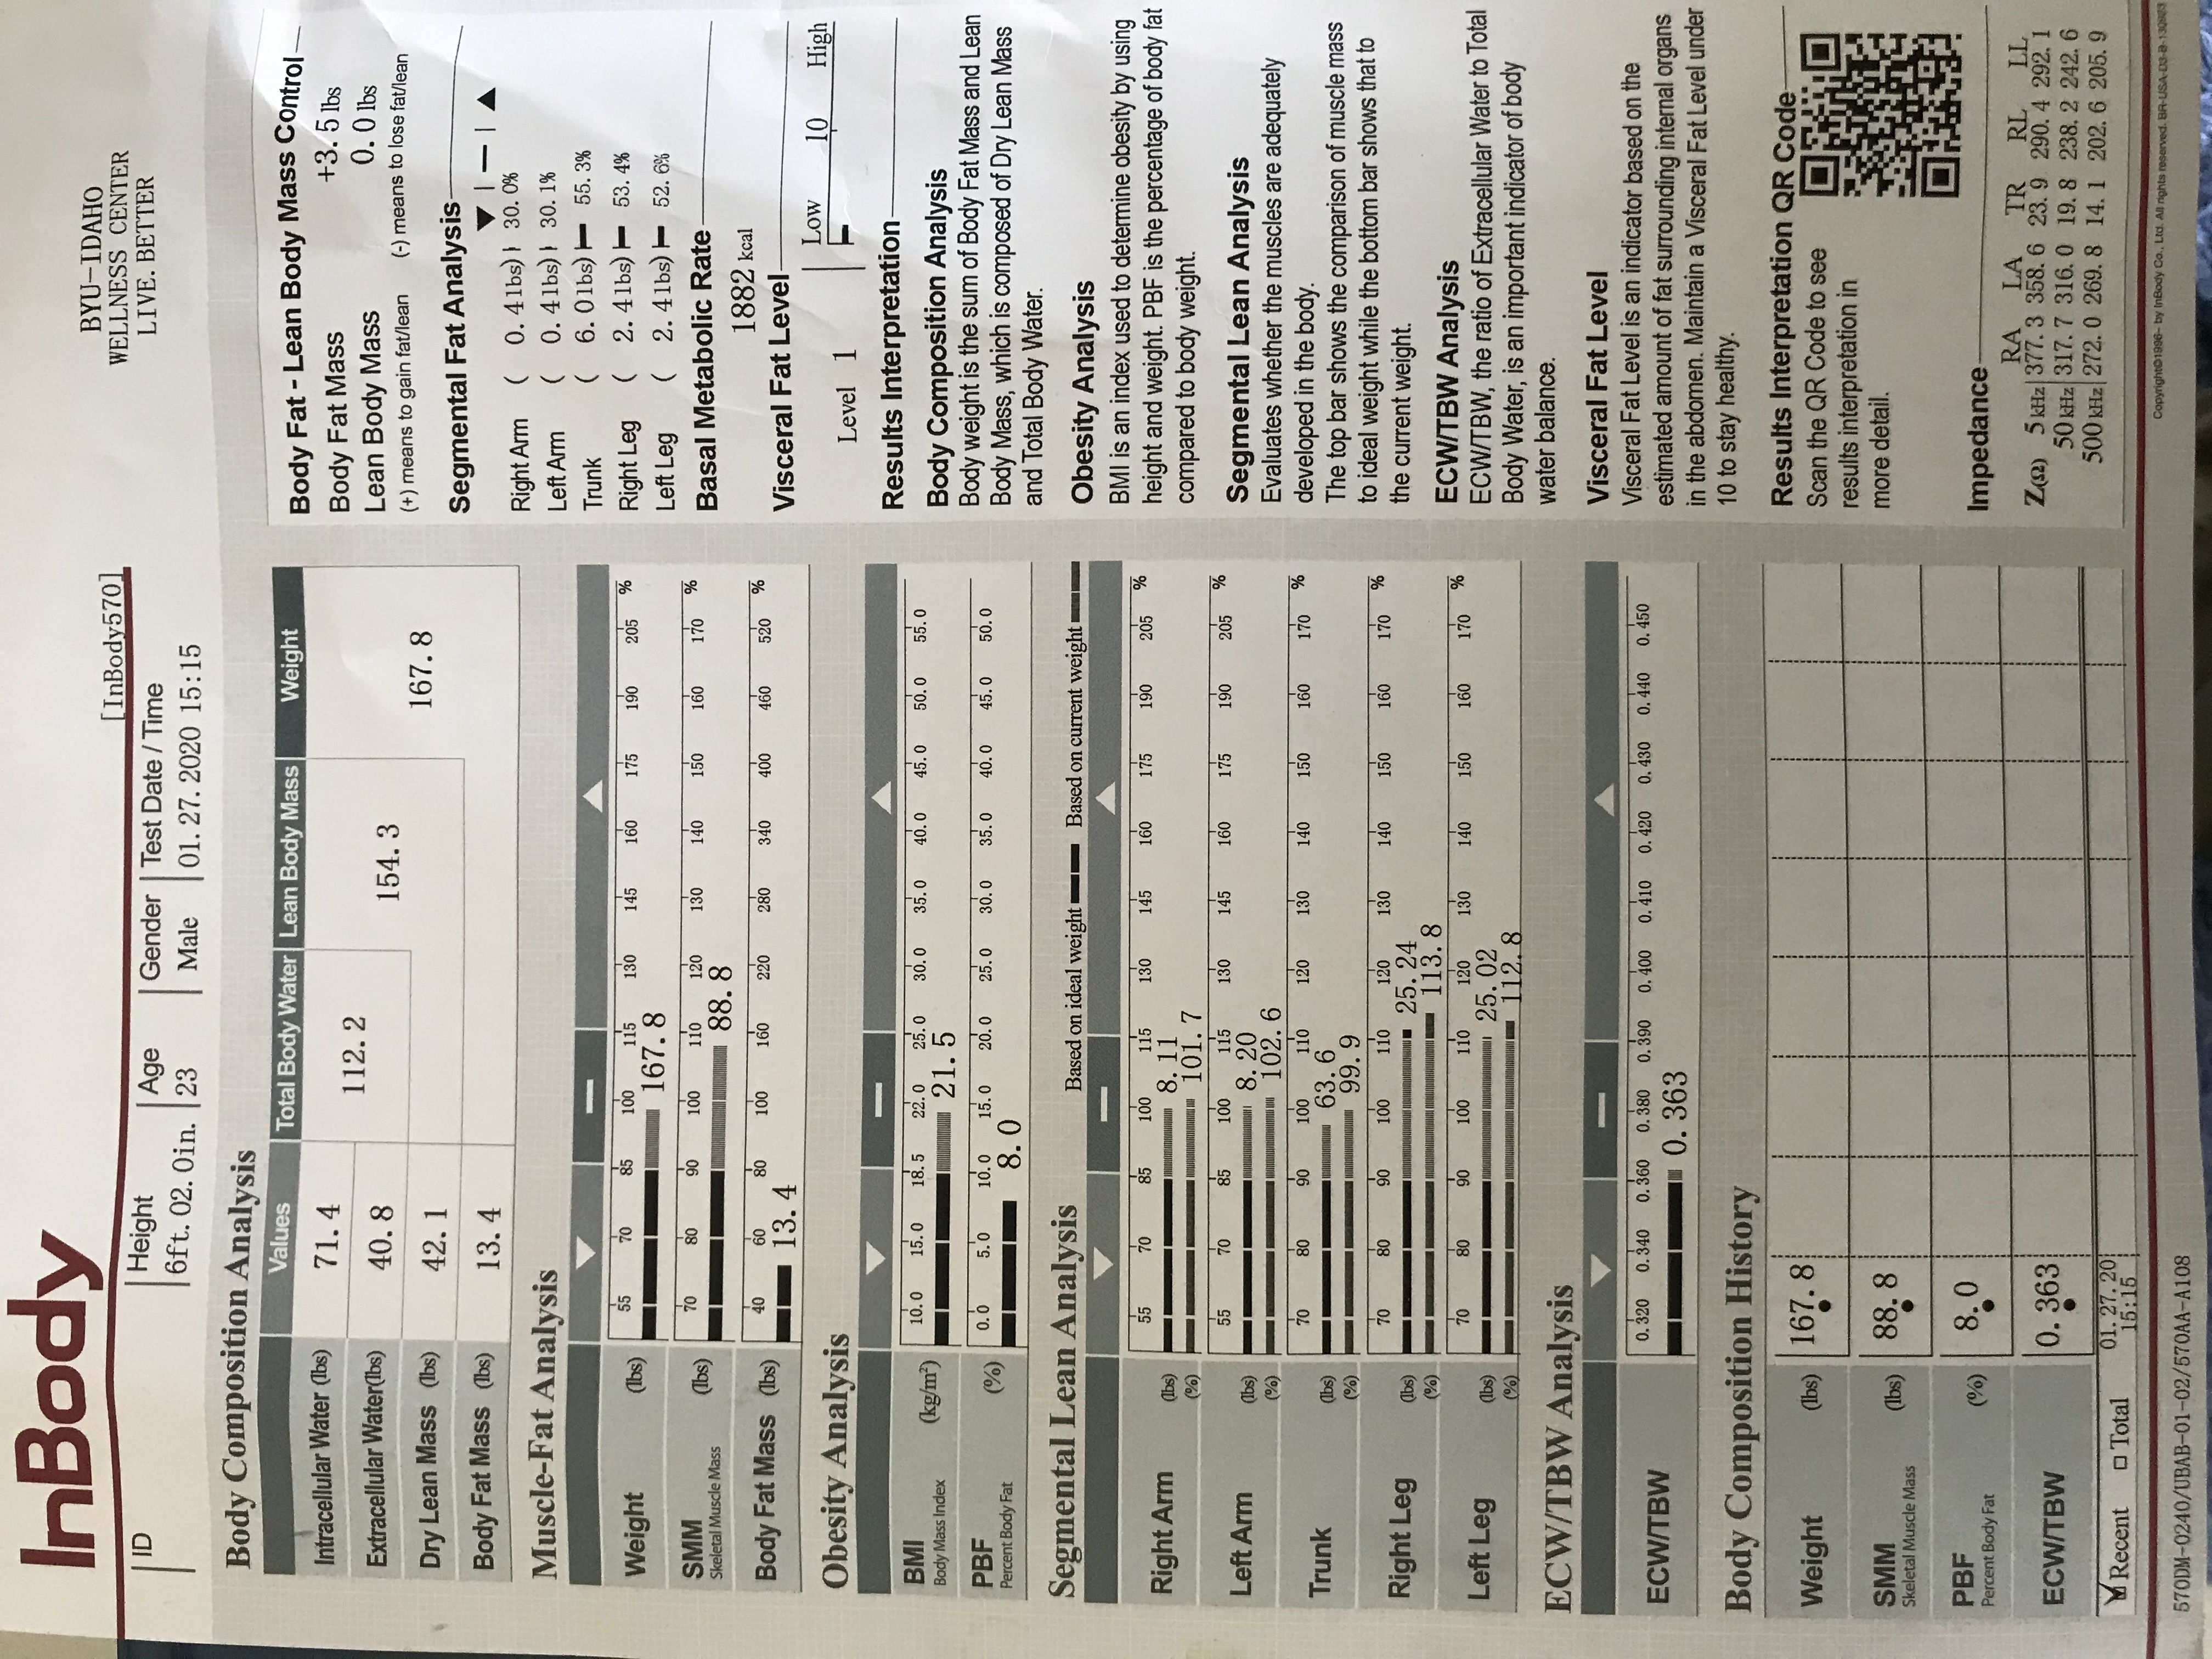 InBody
[InBody570]
BYU-IDAHO
WELLNESS CENTER
LIVE. BETTER
ID
Height
6ft. 02. 0in.
Age
23
Gender
Male
Test Date / Time
01. 27. 2020 15:15
Body Composition Analysis
Values Total Body Water Lean Body Mass Weight
Intracellular Water (lbs) 71. 4
112. 2
Extracellular Water(lbs) 40. 8
154. 3
Dry Lean Mass (lbs) 42. 1
167. 8
Body Fat Mass (lbs) 13. 4
Muscle-Fat Analysis
55 70 85 100 115 130 145 160 175 190 205 %
Weight (lbs) 167. 8
70 80 90 100 110 120 130 140 150 160 170 %
SMM (lbs) 88. 8
Skeletal Muscle Mass
40 60 80 100 160 220 280 340 400 460 520 %
Body Fat Mass (lbs) 13. 4
Obesity Analysis
10. 0 15. 0 18. 5 22. 0 25. 0 30. 0 35. 0 40. 0 45. 0 50. 0 55. 0
BMI (kg/m²) 21. 5
Body Mass Index
0. 0 5. 0 10. 0 15. 0 20. 0 25. 0 30. 0 35. 0 40. 0 45. 0 50. 0
PBF (%) 8. 0
Percent Body Fat
Segmental Lean Analysis
Based on ideal weight Based on current weight
55 70 85 100 115 130 145 160 175 190 205 %
Right Arm (lbs) 8. 11
(%) 101. 7
55 70 85 100 115 130 145 160 175 190 205 %
Left Arm (lbs) 8. 20
(%) 102. 6
70 80 90 100 110 120 130 140 150 160 170 %
Trunk (lbs) 63. 6
(%) 99. 9
70 80 90 100 110 120 130 140 150 160 170 %
Right Leg (lbs) 25. 24
(%) 113. 8
70 80 90 100 110 120 130 140 150 160 170 %
Left Leg (lbs) 25. 02
(%) 112. 8
ECW/TBW Analysis
0. 320 0. 340 0. 360 0. 380 0. 390 0. 400 0. 410 0. 420 0. 430 0. 440 0. 450
ECW/TBW 0. 363
Body Composition History
Weight (lbs) 167. 8
SMM (lbs) 88. 8
Skeletal Muscle Mass
PBF (%) 8. 0
Percent Body Fat
ECW/TBW 0. 363
Recent Total 01. 27. 20
15:15
570DM-0240/UBAB-01-02/570AA-A108
Body Fat - Lean Body Mass Control
Body Fat Mass +3. 5 lbs
Lean Body Mass 0. 0 lbs
(+) means to gain fat/lean (-) means to lose fat/lean
Segmental Fat Analysis
Right Arm ( 0. 4lbs) 30. 0%
Left Arm ( 0. 4lbs) 30. 1%
Trunk ( 6. 0lbs) 55. 3%
Right Leg ( 2. 4lbs) 53. 4%
Left Leg ( 2. 4lbs) 52. 6%
Basal Metabolic Rate
1882 kcal
Visceral Fat Level
Low 10 High
Level 1
Results Interpretation
Body Composition Analysis
Body weight is the sum of Body Fat Mass and Lean
Body Mass, which is composed of Dry Lean Mass
and Total Body Water.
Obesity Analysis
BMI is an index used to determine obesity by using
height and weight. PBF is the percentage of body fat
compared to body weight.
Segmental Lean Analysis
Evaluates whether the muscles are adequately
developed in the body.
The top bar shows the comparison of muscle mass
to ideal weight while the bottom bar shows that to
the current weight.
ECW/TBW Analysis
ECW/TBW, the ratio of Extracellular Water to Total
Body Water, is an important indicator of body
water balance.
Visceral Fat Level
Visceral Fat Level is an indicator based on the
estimated amount of fat surrounding internal organs
in the abdomen. Maintain a Visceral Fat Level under
10 to stay healthy.
Results Interpretation QR Code
Scan the QR Code to see
results interpretation in
more detail.
Impedance
RA LA TR RL LL
Z(Ω) 5 kHz 377. 3 358. 6 23. 9 290. 4 292. 1
50 kHz 317. 7 316. 0 19. 8 238. 2 242. 6
500 kHz 272. 0 269. 8 14. 1 202. 6 205. 9
Copyright©1996- by InBody Co., Ltd. All rights reserved.